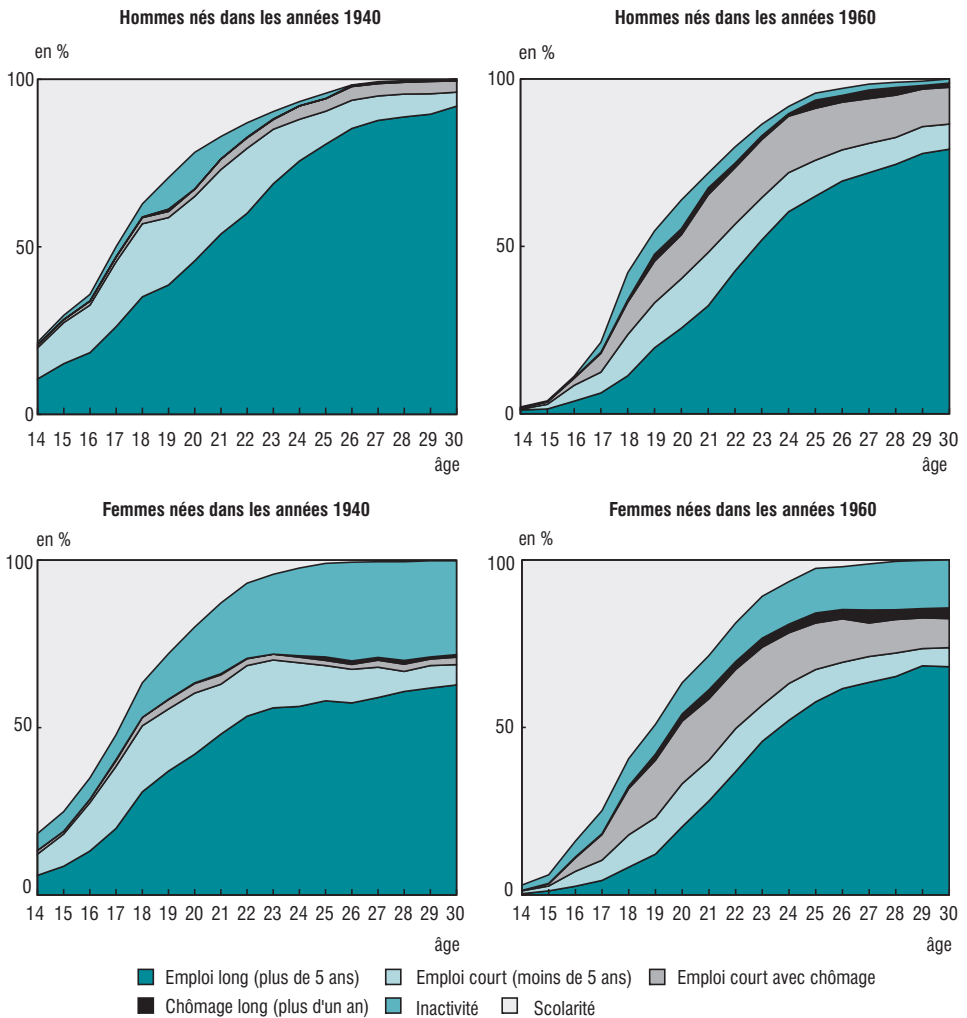 Hommes nés dans les années 1940
en %
100
50
0
14 15 16 17 18 19 20 21 22 23 24 25 26 27 28 29 30
âge
Hommes nés dans les années 1960
en %
100
50
0
14 15 16 17 18 19 20 21 22 23 24 25 26 27 28 29 30
âge
Femmes nées dans les années 1940
en %
100
50
0
14 15 16 17 18 19 20 21 22 23 24 25 26 27 28 29 30
âge
Femmes nées dans les années 1960
en %
100
50
0
14 15 16 17 18 19 20 21 22 23 24 25 26 27 28 29 30
âge
Emploi long (plus de 5 ans) Emploi court (moins de 5 ans) Emploi court avec chômage
Chômage long (plus d'un an) Inactivité Scolarité